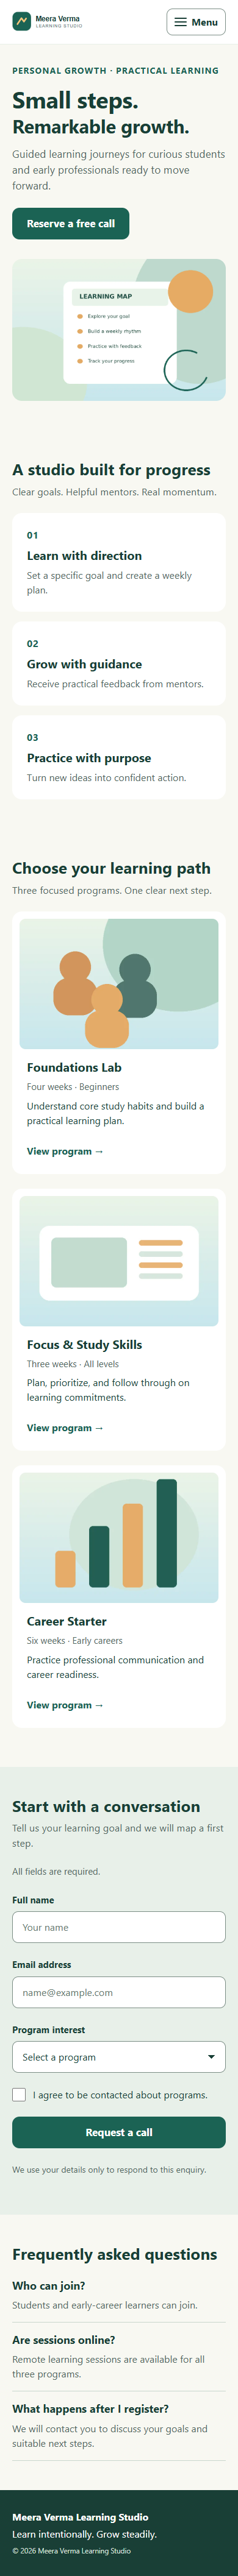 Meera Verma
LEARNING STUDIO
Menu
PERSONAL GROWTH · PRACTICAL LEARNING
Small steps.
Remarkable growth.
Guided learning journeys for curious students
and early professionals ready to move
forward.
Reserve a free call
LEARNING MAP
Explore your goal
Build a weekly rhythm
Practice with feedback
Track your progress
A studio built for progress
Clear goals. Helpful mentors. Real momentum.
01
Learn with direction
Set a specific goal and create a weekly
plan.
02
Grow with guidance
Receive practical feedback from mentors.
03
Practice with purpose
Turn new ideas into confident action.
Choose your learning path
Three focused programs. One clear next step.
Foundations Lab
Four weeks · Beginners
Understand core study habits and build a
practical learning plan.
View program →
Focus & Study Skills
Three weeks · All levels
Plan, prioritize, and follow through on
learning commitments.
View program →
Career Starter
Six weeks · Early careers
Practice professional communication and
career readiness.
View program →
Start with a conversation
Tell us your learning goal and we will map a first
step.
All fields are required.
Full name
Your name
Email address
name@example.com
Program interest
Select a program
I agree to be contacted about programs.
Request a call
We use your details only to respond to this enquiry.
Frequently asked questions
Who can join?
Students and early-career learners can join.
Are sessions online?
Remote learning sessions are available for all
three programs.
What happens after I register?
We will contact you to discuss your goals and
suitable next steps.
Meera Verma Learning Studio
Learn intentionally. Grow steadily.
© 2026 Meera Verma Learning Studio